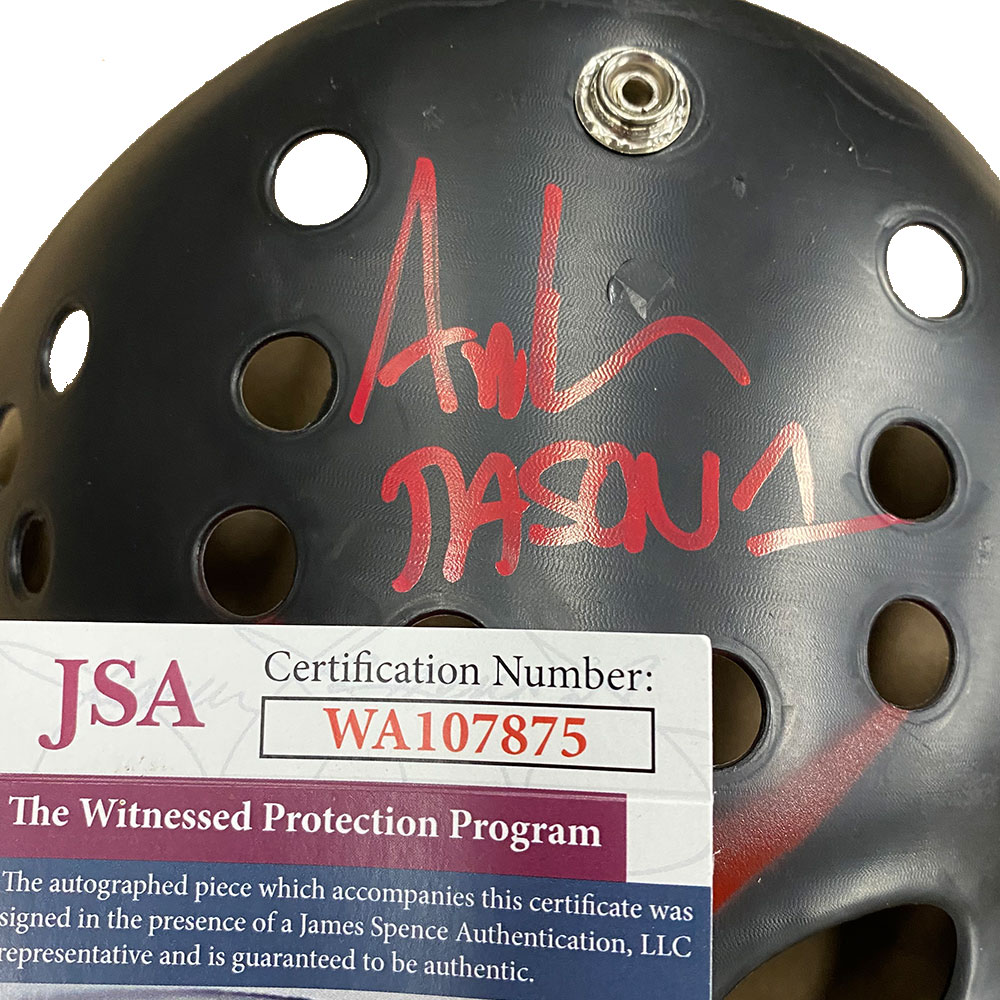 JASON 1
JSA
Certification Number:
WA107875
The Witnessed Protection Program
The autographed piece which accompanies this certificate was
signed in the presence of a James Spence Authentication, LLC
representative and is guaranteed to be authentic.